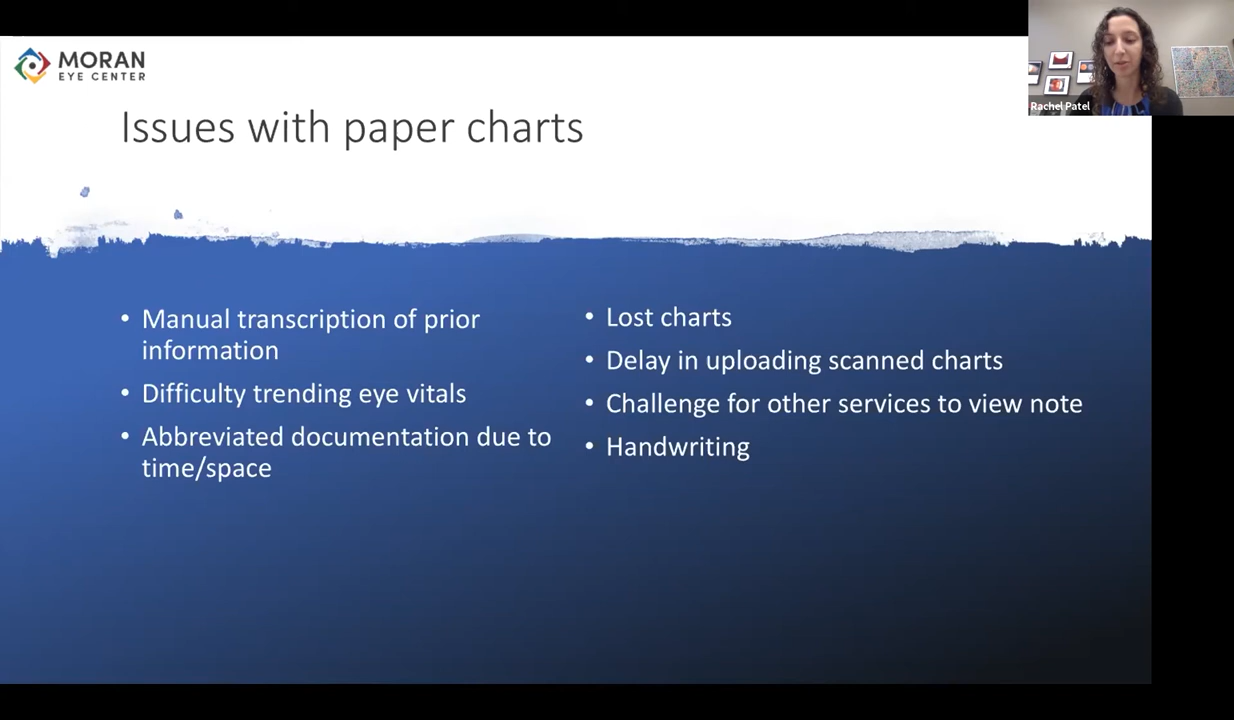 MORAN
EYE CENTER
Rachel Patel
Issues with paper charts
• Manual transcription of prior
information
• Difficulty trending eye vitals
• Abbreviated documentation due to
time/space
• Lost charts
• Delay in uploading scanned charts
• Challenge for other services to view note
• Handwriting